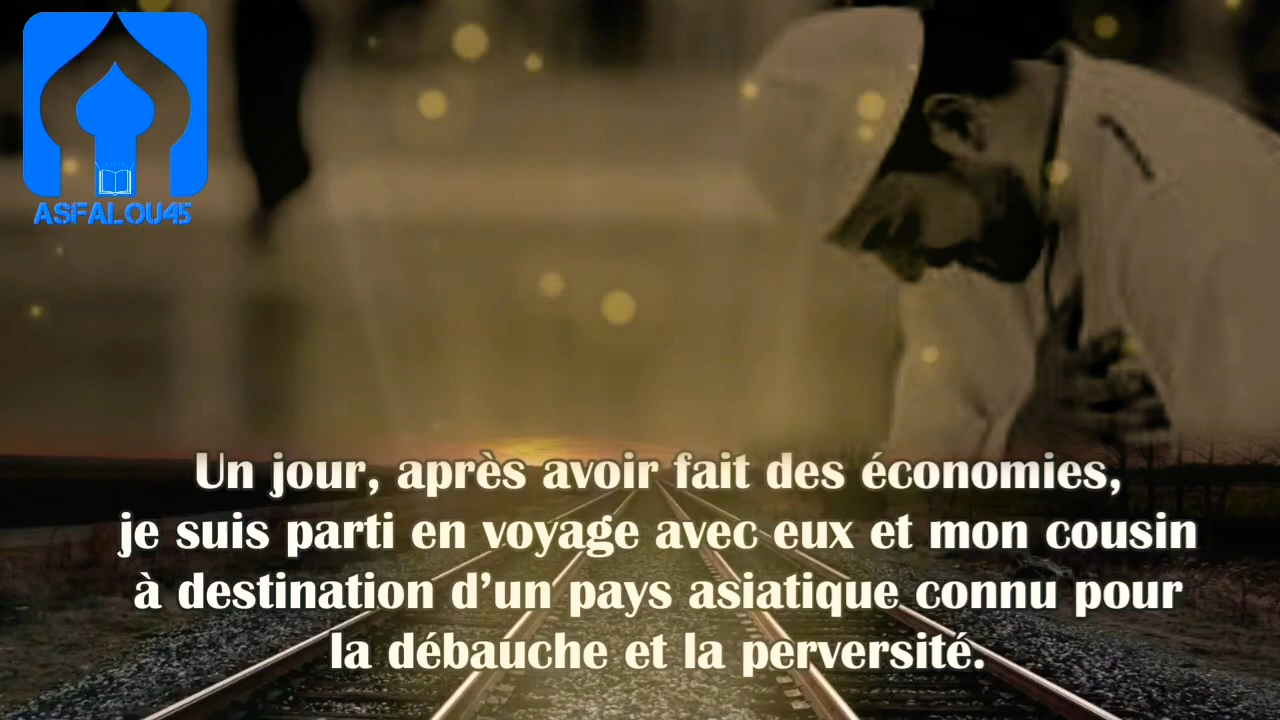 ASFALOU45
Un jour, après avoir fait des économies,
je suis parti en voyage avec eux et mon cousin
à destination d’un pays asiatique connu pour
la débauche et la perversité.